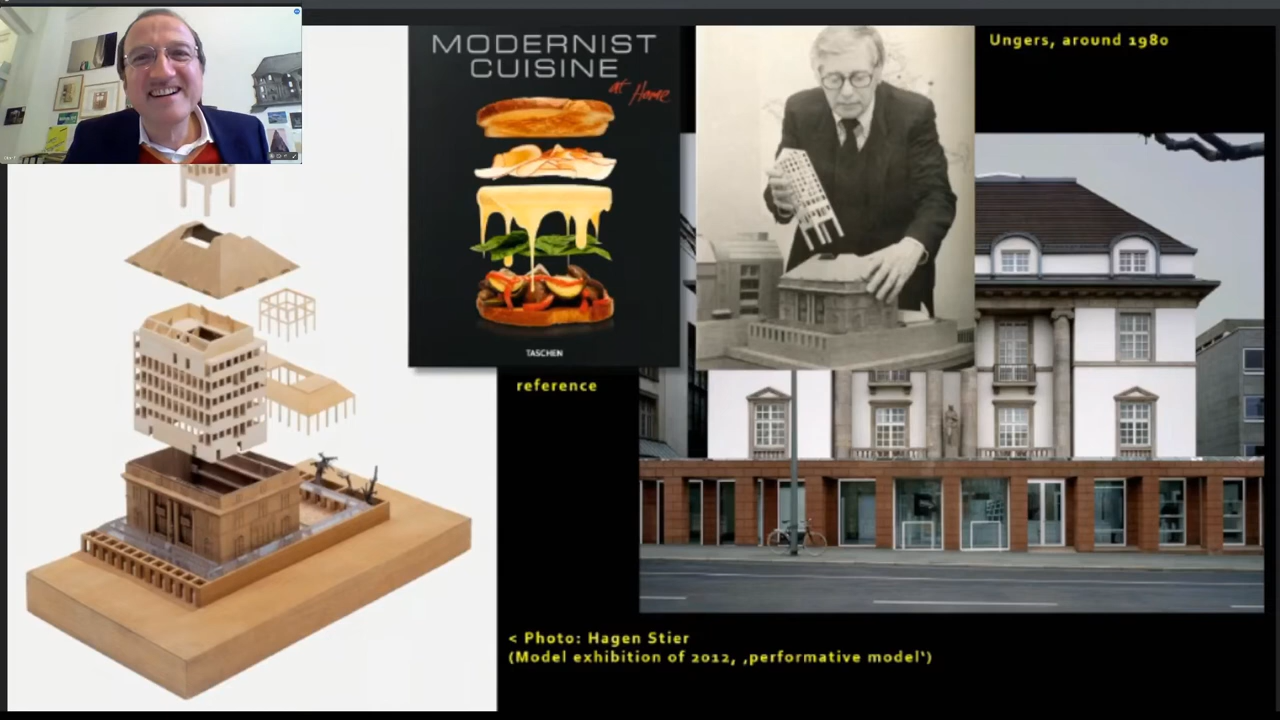 MODERNIST
CUISINE
at Home
TASCHEN
Ungers, around 1980
reference
< Photo: Hagen Stier
(Model exhibition of 2012, ‚performative model‘)